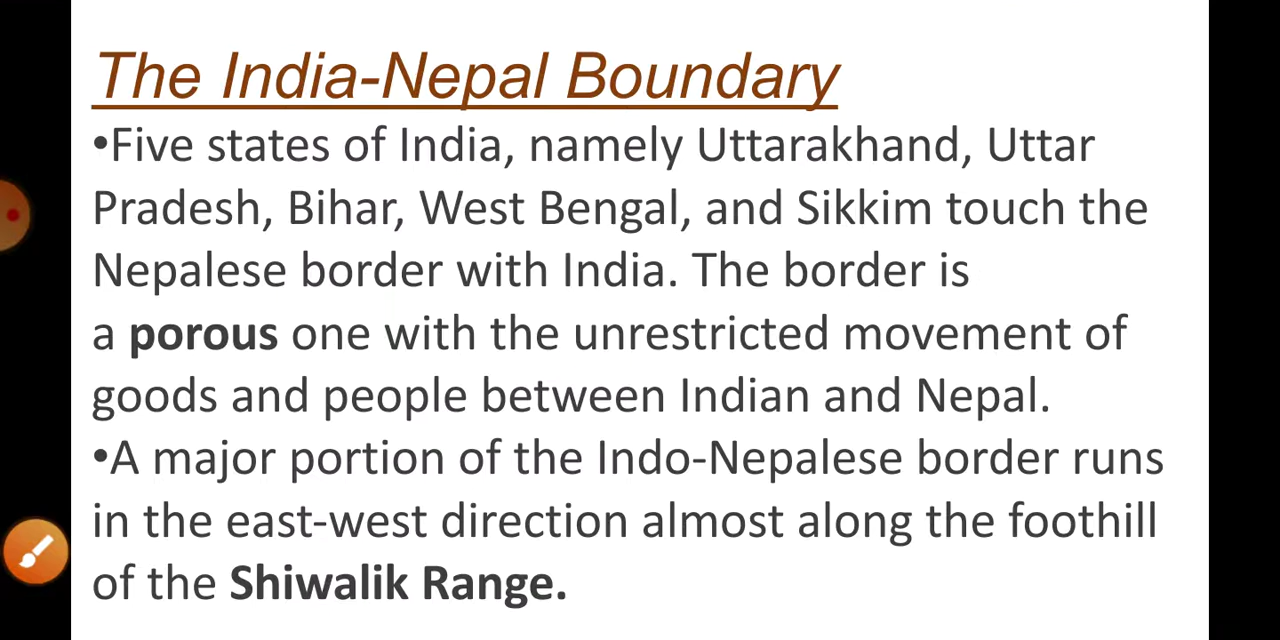 The India-Nepal Boundary
•Five states of India, namely Uttarakhand, Uttar
Pradesh, Bihar, West Bengal, and Sikkim touch the
Nepalese border with India. The border is
a porous one with the unrestricted movement of
goods and people between Indian and Nepal.
•A major portion of the Indo-Nepalese border runs
in the east-west direction almost along the foothill
of the Shiwalik Range.